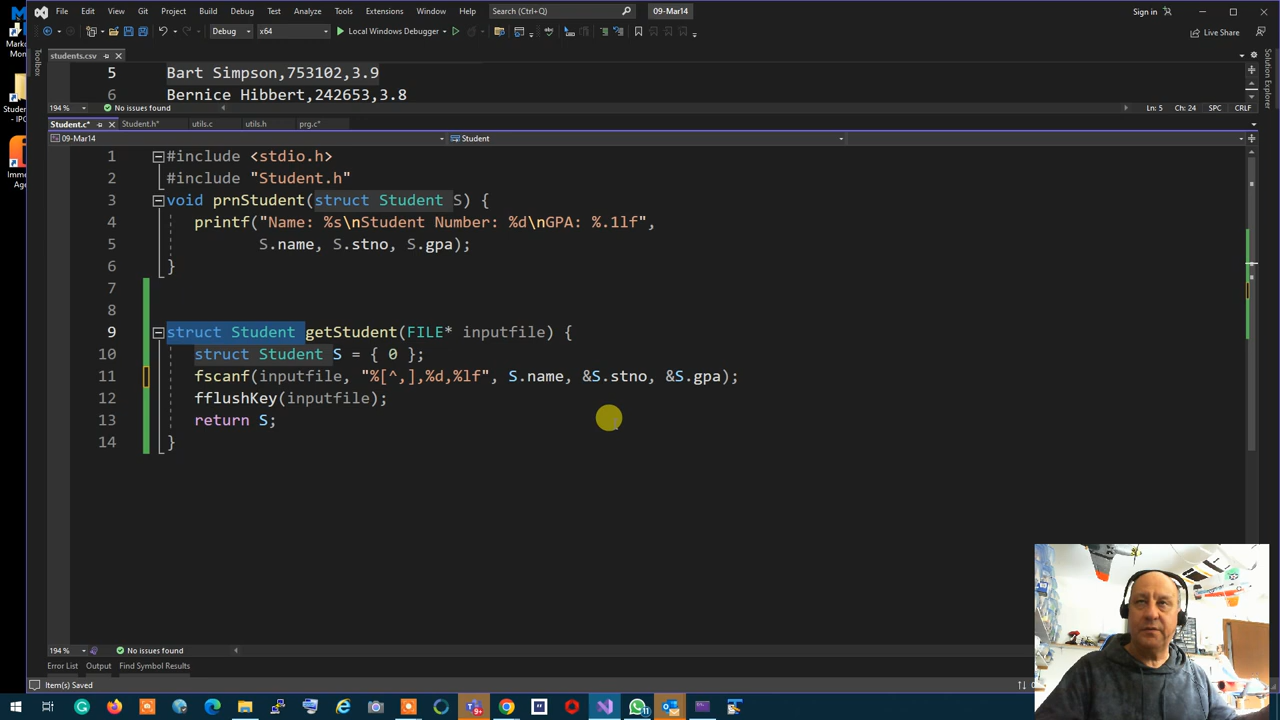 File Edit View Git Project Build Debug Test Analyze Tools Extensions Window Help Search (Ctrl+Q) 09-Mar14 Sign in
Debug x64 Local Windows Debugger Live Share
students.csv
5 Bart Simpson,753102,3.9
6 Bernice Hibbert,242653,3.8
194 % No issues found Ln: 5 Ch: 24 SPC CRLF
Student.c* Student.h* utils.c utils.h prg.c*
09-Mar14 Student
1 #include <stdio.h>
2 #include "Student.h"
3 void prnStudent(struct Student S) {
4 printf("Name: %s\nStudent Number: %d\nGPA: %.1lf",
5 S.name, S.stno, S.gpa);
6 }
7
8
9 struct Student getStudent(FILE* inputfile) {
10 struct Student S = { 0 };
11 fscanf(inputfile, "%[^,],%d,%lf", S.name, &S.stno, &S.gpa);
12 fflushKey(inputfile);
13 return S;
14 }
194 % No issues found
Error List Output Find Symbol Results
Item(s) Saved
Toolbox
Solution Explorer